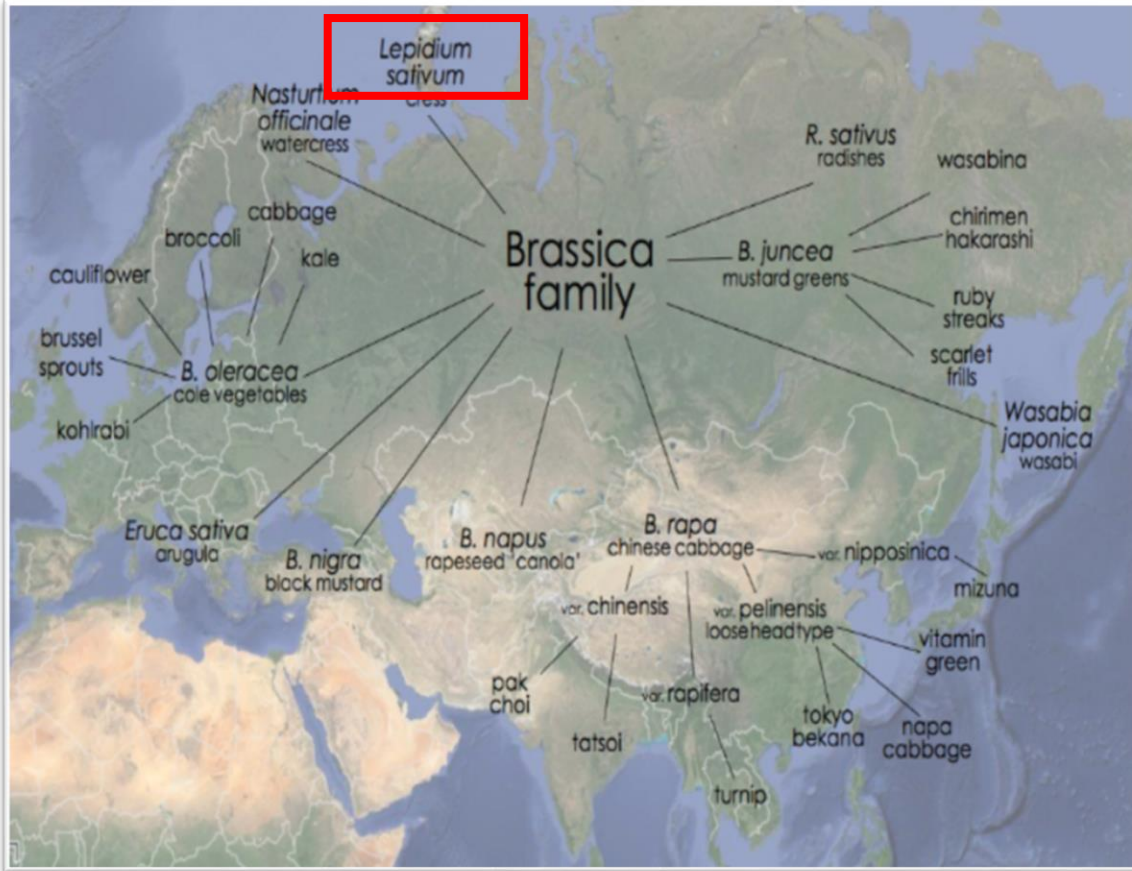 Lepidium
sativum
cress
Nasturtium
officinale
watercress
R. sativus
radishes
wasabina
cabbage
broccoli
kale
cauliflower
chirimen
hakarashi
Brassica
family
B. juncea
mustard greens
ruby
streaks
scarlet
frills
brussel
sprouts
B. oleracea
cole vegetables
kohlrabi
Wasabia
japonica
wasabi
Eruca sativa
arugula
B. nigra
black mustard
B. napus
rapeseed 'canola'
B. rapa
chinese cabbage
var. nipposinica
mizuna
var. chinensis
var. pelinensis
loose head type
vitamin
green
pak
choi
var. rapifera
tatsoi
tokyo
bekana
napa
cabbage
turnip